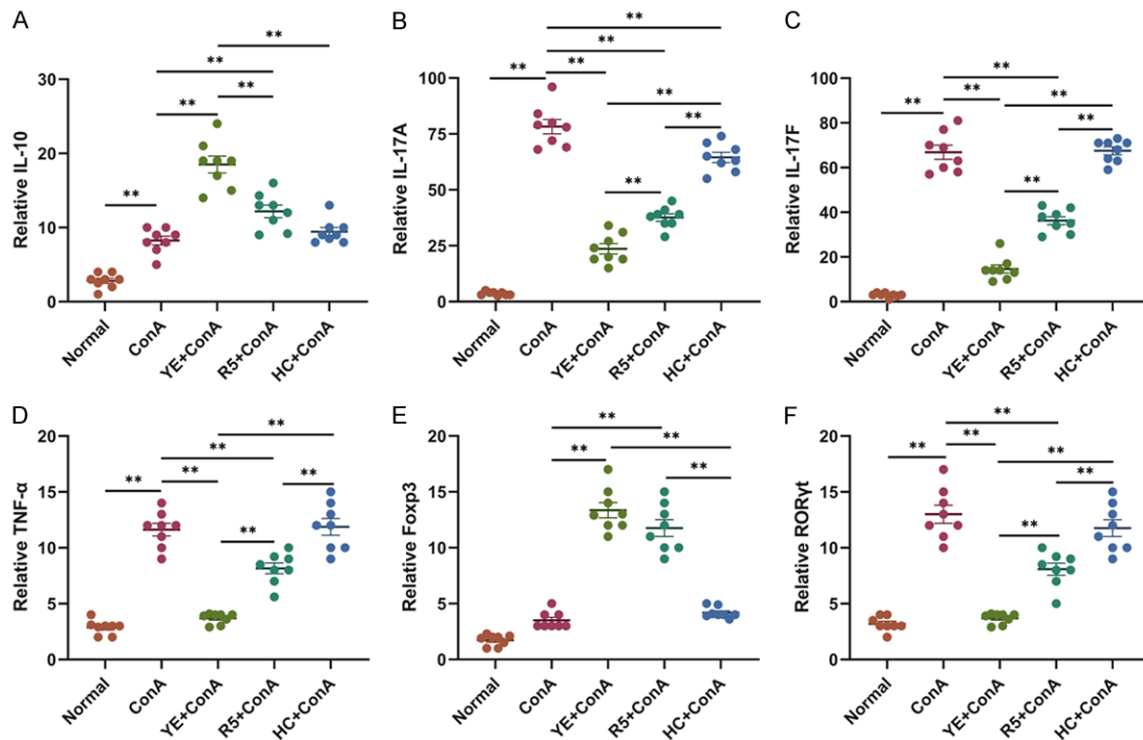 A
Relative IL-10
30
20
10
0
**
**
**
**
**
Normal
ConA
YE+ConA
R5+ConA
HC+ConA
B
Relative IL-17A
100
75
50
25
0
**
**
**
**
**
**
**
Normal
ConA
YE+ConA
R5+ConA
HC+ConA
C
Relative IL-17F
100
80
60
40
20
0
**
**
**
**
**
**
Normal
ConA
YE+ConA
R5+ConA
HC+ConA
D
Relative TNF-α
20
15
10
5
0
**
**
**
**
**
**
Normal
ConA
YE+ConA
R5+ConA
HC+ConA
E
Relative Foxp3
20
15
10
5
0
**
**
**
**
Normal
ConA
YE+ConA
R5+ConA
HC+ConA
F
Relative RORγt
20
15
10
5
0
**
**
**
**
**
**
Normal
ConA
YE+ConA
R5+ConA
HC+ConA